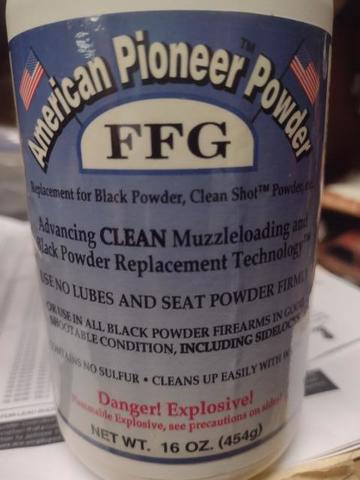 American Pioneer™ Powder
FFG
Replacement for Black Powder, Clean Shot™ Powder,
Advancing CLEAN Muzzleloading and
Black Powder Replacement Technology™
USE NO LUBES AND SEAT POWDER FIRMLY
FOR USE IN ALL BLACK POWDER FIREARMS IN GOOD
SHOOTABLE CONDITION, INCLUDING SIDELOCKS
CONTAINS NO SULFUR • CLEANS UP EASILY WITH
Danger! Explosive!
Flammable Explosive, see precautions on sides!
NET WT. 16 OZ. (454g)